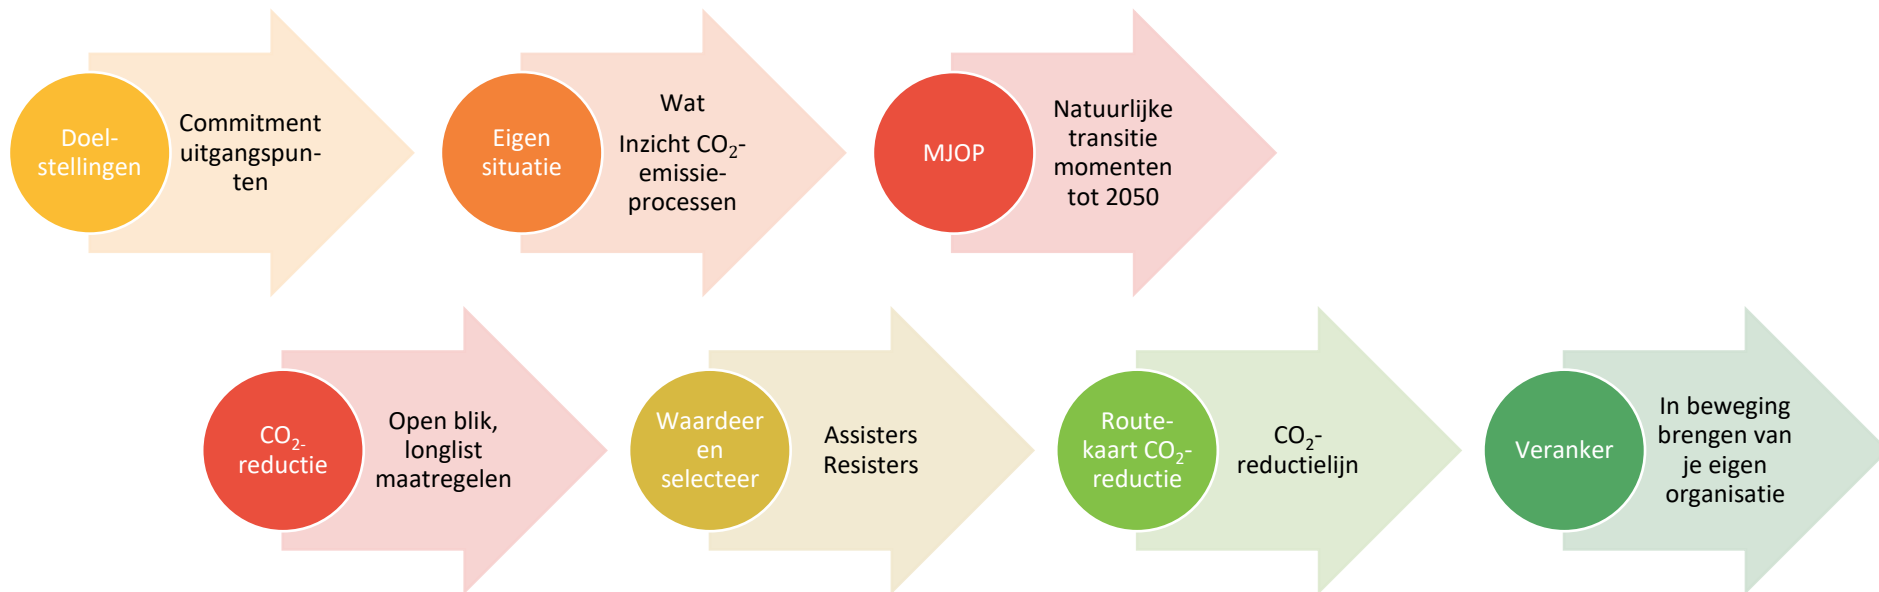 Doel-
stellingen
Commitment
uitgangspun-
ten
Eigen
situatie
Wat
Inzicht CO₂-
emissie-
processen
MJOP
Natuurlijke
transitie
momenten
tot 2050
CO₂-
reductie
Open blik,
longlist
maatregelen
Waardeer
en
selecteer
Assisters
Resisters
Route-
kaart CO₂-
reductie
CO₂-
reductielijn
Veranker
In beweging
brengen van
je eigen
organisatie